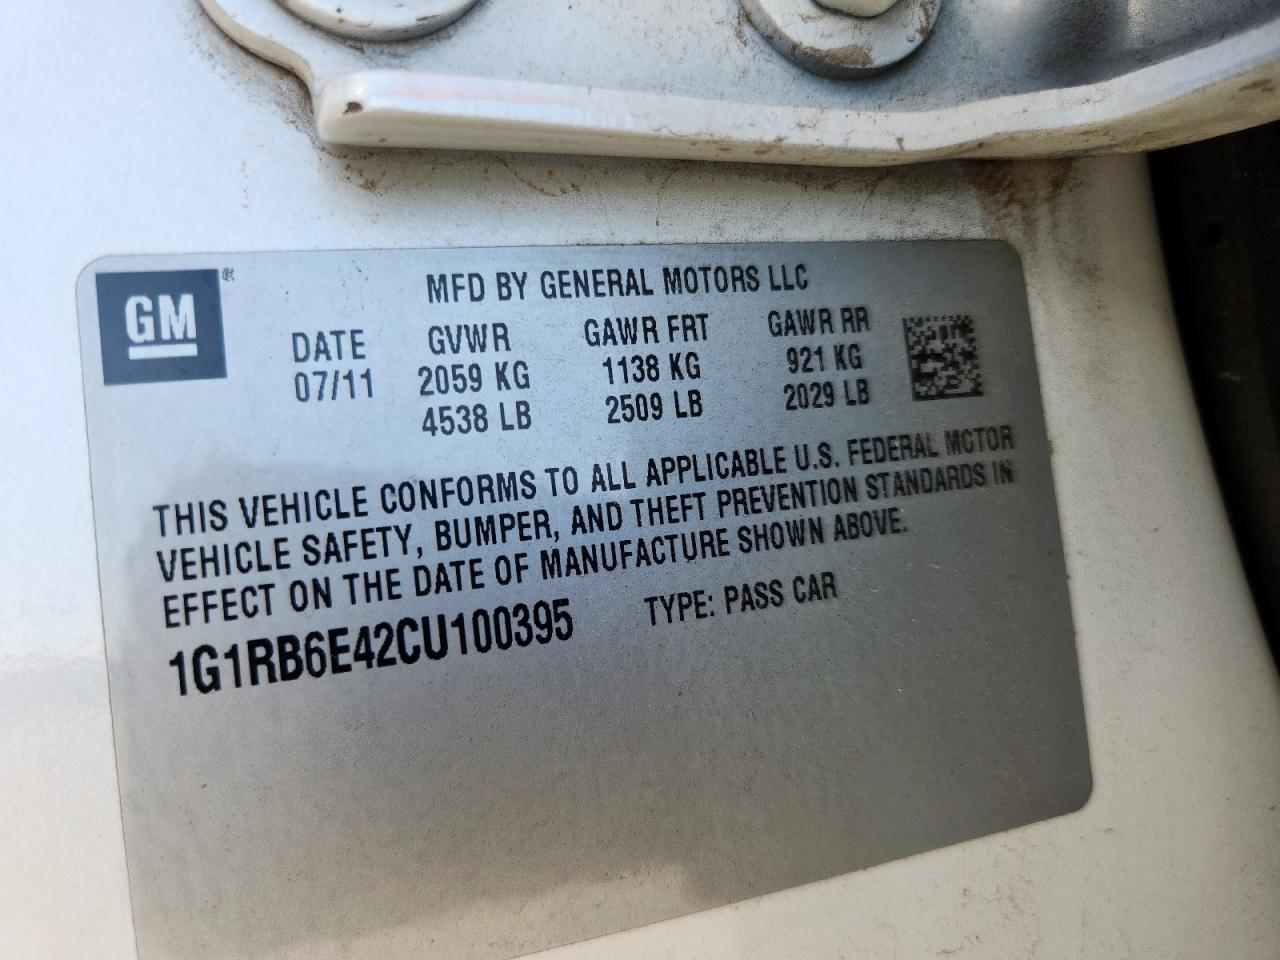 GM®
MFD BY GENERAL MOTORS LLC
DATE GVWR GAWR FRT GAWR RR
07/11 2059 KG 1138 KG 921 KG
4538 LB 2509 LB 2029 LB
THIS VEHICLE CONFORMS TO ALL APPLICABLE U.S. FEDERAL MOTOR
VEHICLE SAFETY, BUMPER, AND THEFT PREVENTION STANDARDS IN
EFFECT ON THE DATE OF MANUFACTURE SHOWN ABOVE.
1G1RB6E42CU100395 TYPE: PASS CAR